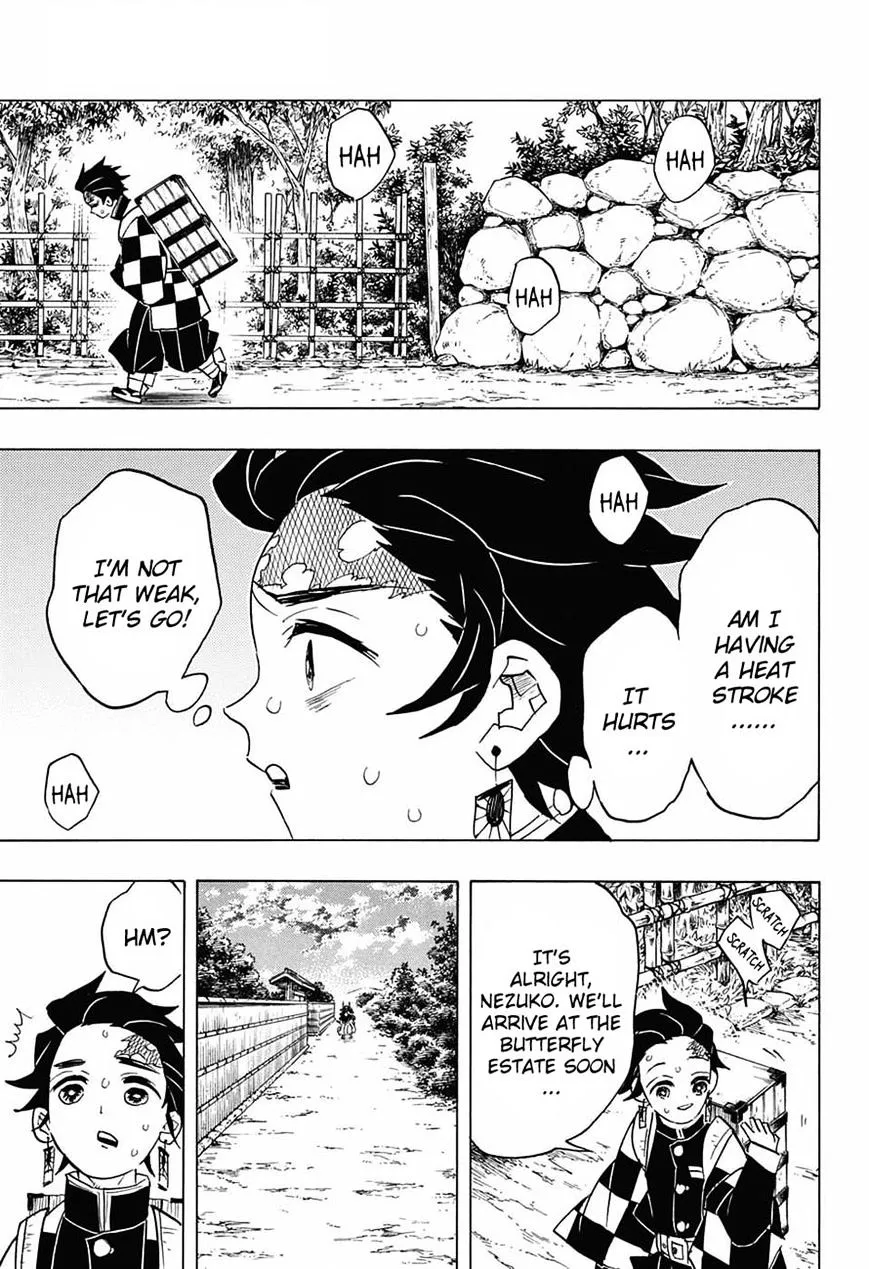 HAH
HAH
HAH
HAH
AM I
HAVING
A HEAT
STROKE
......
IT
HURTS
...
I'M NOT
THAT WEAK,
LET'S GO!
HAH
SCRATCH
SCRATCH
IT'S
ALRIGHT,
NEZUKO. WE'LL
ARRIVE AT THE
BUTTERFLY
ESTATE SOON
...
HM?